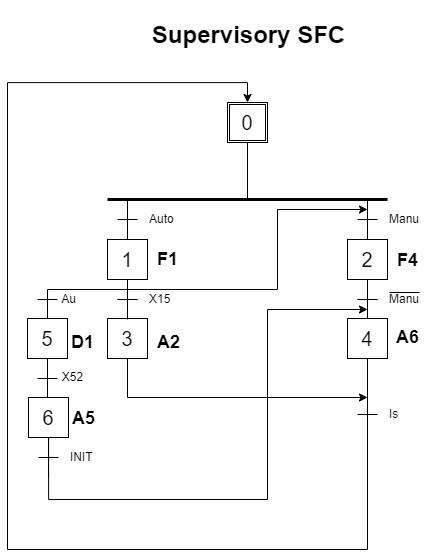 Supervisory SFC
0
Auto
Manu
1 F1
2 F4
Au
X15
Manu
5 D1
3 A2
4 A6
X52
6 A5
Is
INIT